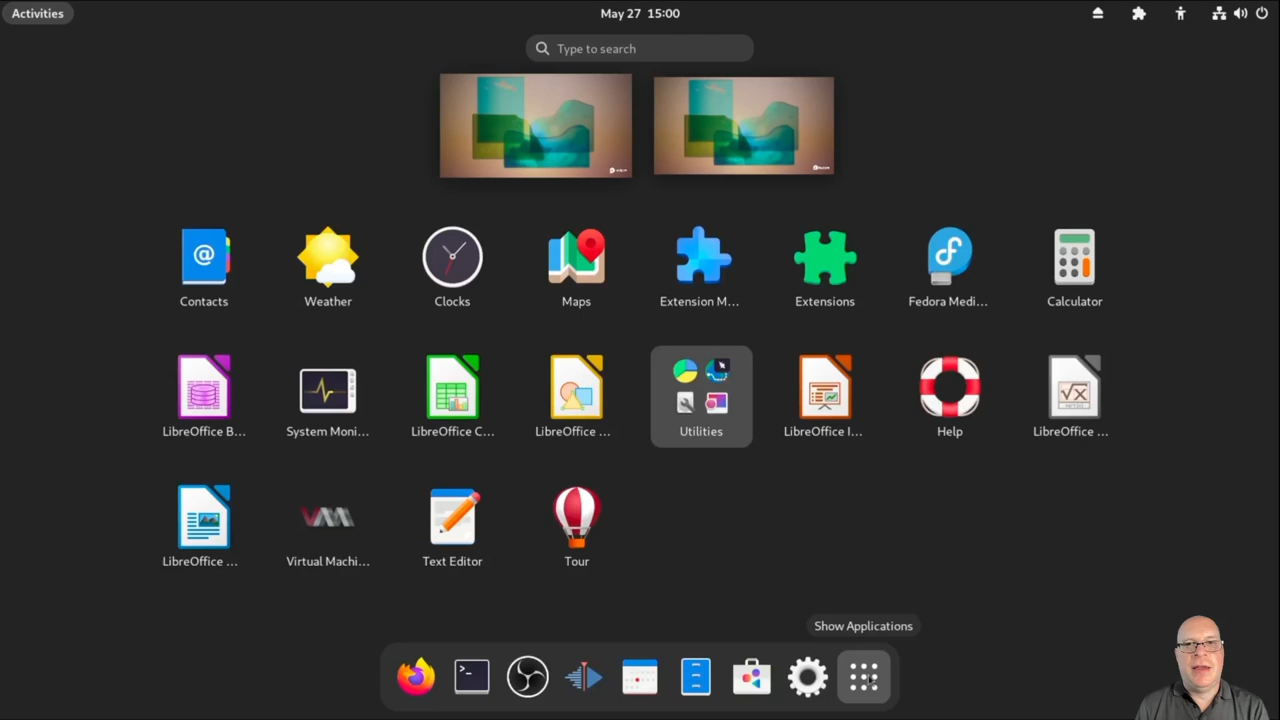 Activities
May 27 15:00
Type to search
Contacts
Weather
Clocks
Maps
Extension M...
Extensions
Fedora Medi...
Calculator
LibreOffice B...
System Moni...
LibreOffice C...
LibreOffice ...
Utilities
LibreOffice I...
Help
LibreOffice ...
LibreOffice ...
Virtual Machi...
Text Editor
Tour
Show Applications